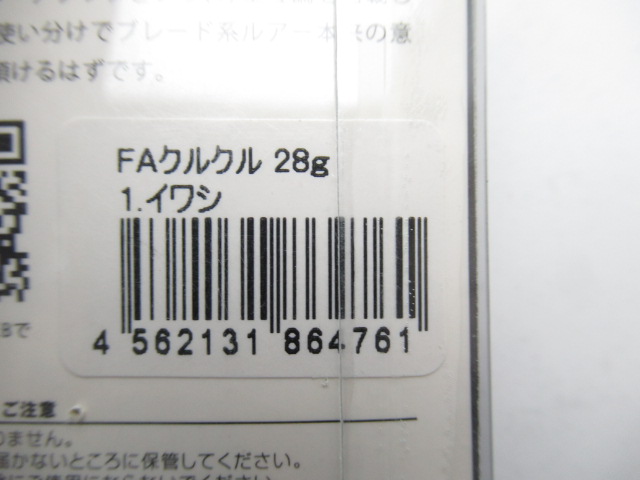 使い分けでブレード系ルアー本来の意
頂けるはずです。
FAクルクル 28g
1.イワシ
4 562131 864761
Bで
ご注意
りません。
届かないところに保管してください。